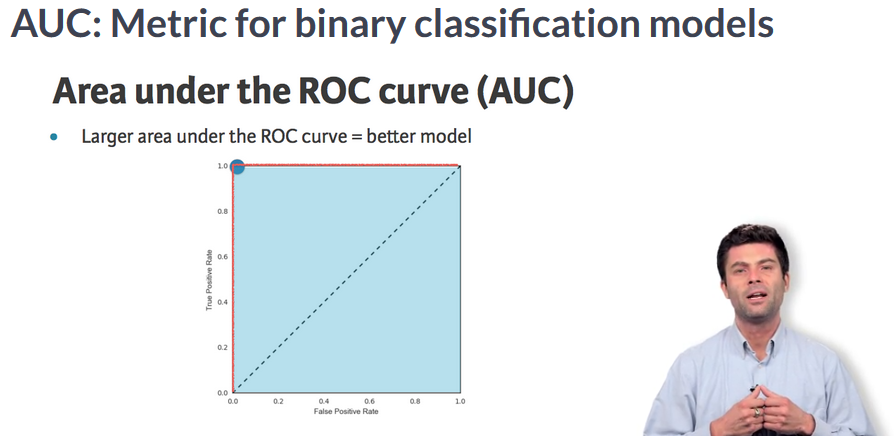 AUC: Metric for binary classification models
Area under the ROC curve (AUC)
• Larger area under the ROC curve = better model
1.0
0.8
0.6
0.4
0.2
0.0
True Positive Rate
0.0 0.2 0.4 0.6 0.8 1.0
False Positive Rate